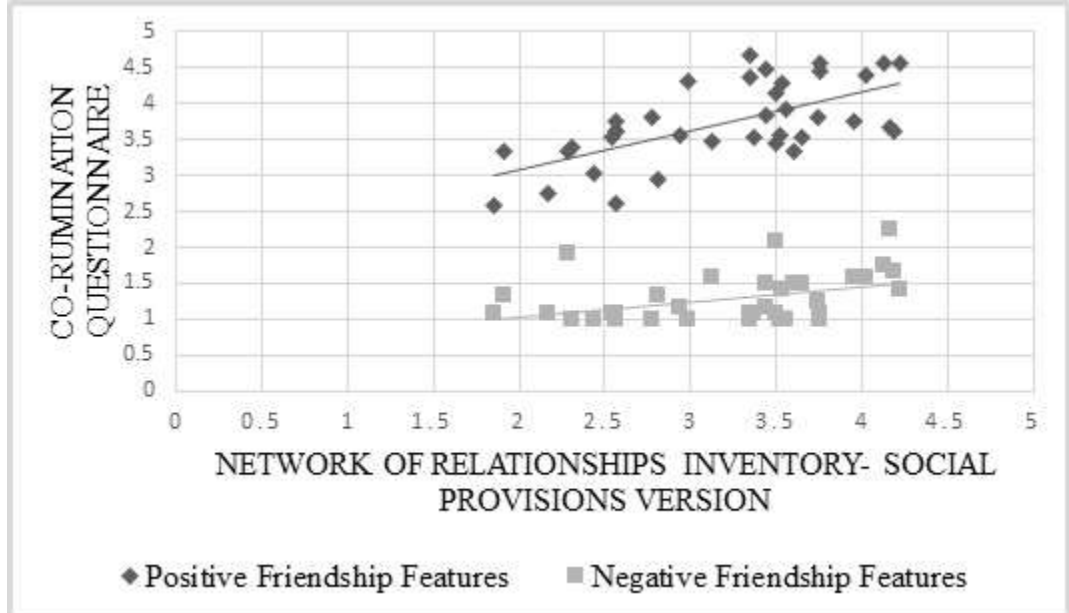 5
4.5
4
3.5
3
2.5
2
1.5
1
0.5
0
CO-RUMINATION
QUESTIONNAIRE
0 0.5 1 1.5 2 2.5 3 3.5 4 4.5 5
NETWORK OF RELATIONSHIPS INVENTORY- SOCIAL
PROVISIONS VERSION
Positive Friendship Features Negative Friendship Features